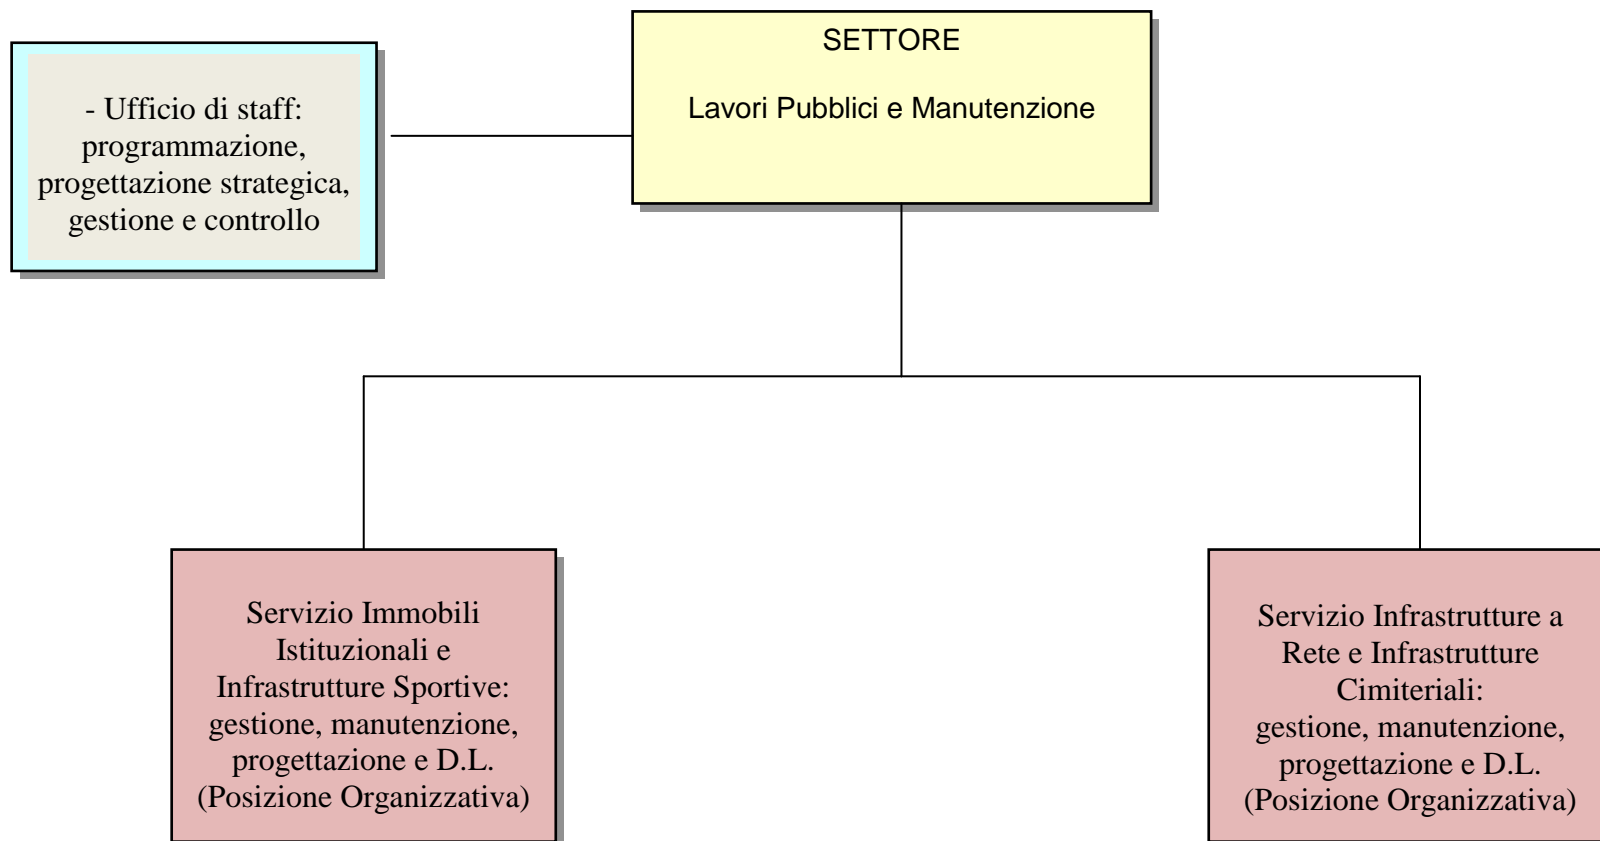 SETTORE
Lavori Pubblici e Manutenzione
- Ufficio di staff:
programmazione,
progettazione strategica,
gestione e controllo
Servizio Immobili
Istituzionali e
Infrastrutture Sportive:
gestione, manutenzione,
progettazione e D.L.
(Posizione Organizzativa)
Servizio Infrastrutture a
Rete e Infrastrutture
Cimiteriali:
gestione, manutenzione,
progettazione e D.L.
(Posizione Organizzativa)